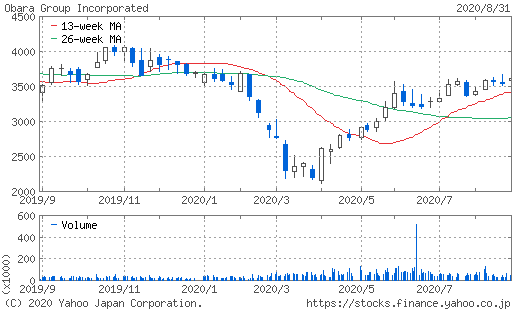 Obara Group Incorporated 2020/8/31
13-week MA
26-week MA
4500
4000
3500
3000
2500
2000
2019/9 2019/11 2020/1 2020/3 2020/5 2020/7
600
Volume
400
200
0
(x1000)
2019/9 2019/11 2020/1 2020/3 2020/5 2020/7
(C) 2020 Yahoo Japan Corporation. https://stocks.finance.yahoo.co.jp/